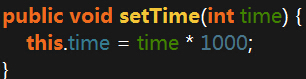 public void setTime(int time) {
this.time = time * 1000;
}